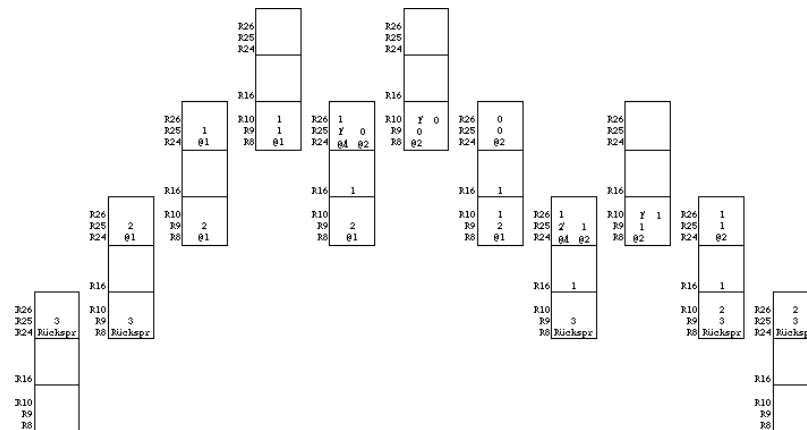 R26 R26
R25 R25
R24 R24
R16 R16
R26 R10 1 R26 1 R10 1 0 R26 0 R26
R25 1 R9 1 R25 1 0 R9 0 R25 0 R25
R24 @1 R8 @1 R24 @1 @2 R8 @2 R24 @2 R24
R16 R16 1 R16 1 R16
R26 R10 R10 R10 1 R26 1 R10 1 1 R26 1
R25 2 R9 2 R9 2 R9 2 R25 2 1 R9 1 R25 1
R24 @1 R8 R8 @1 R8 @1 R24 @1 @2 R8 @2 R24 @2
R16 R16 1 R16 1
R26 R10 R10 R10 2 R26 2
R25 3 R9 3 R9 3 R9 3 R25 3
R24 Rückspr R8 Rückspr R8 Rückspr R8 Rückspr R24 Rücksp
R16 R16
R10 R10
R9 R9
R8 R8